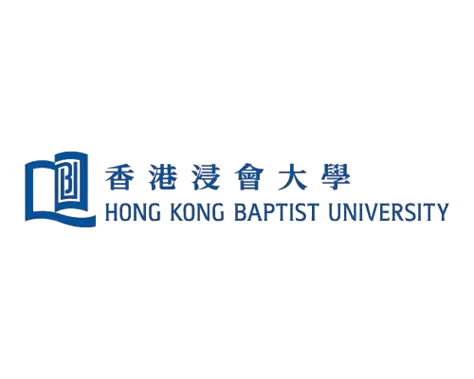 香港浸會大學
HONG KONG BAPTIST UNIVERSITY